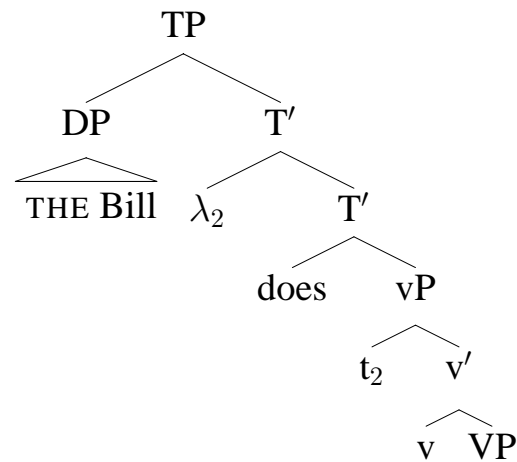 TP
DP T′
THE Bill λ₂ T′
does vP
t₂ v′
v VP